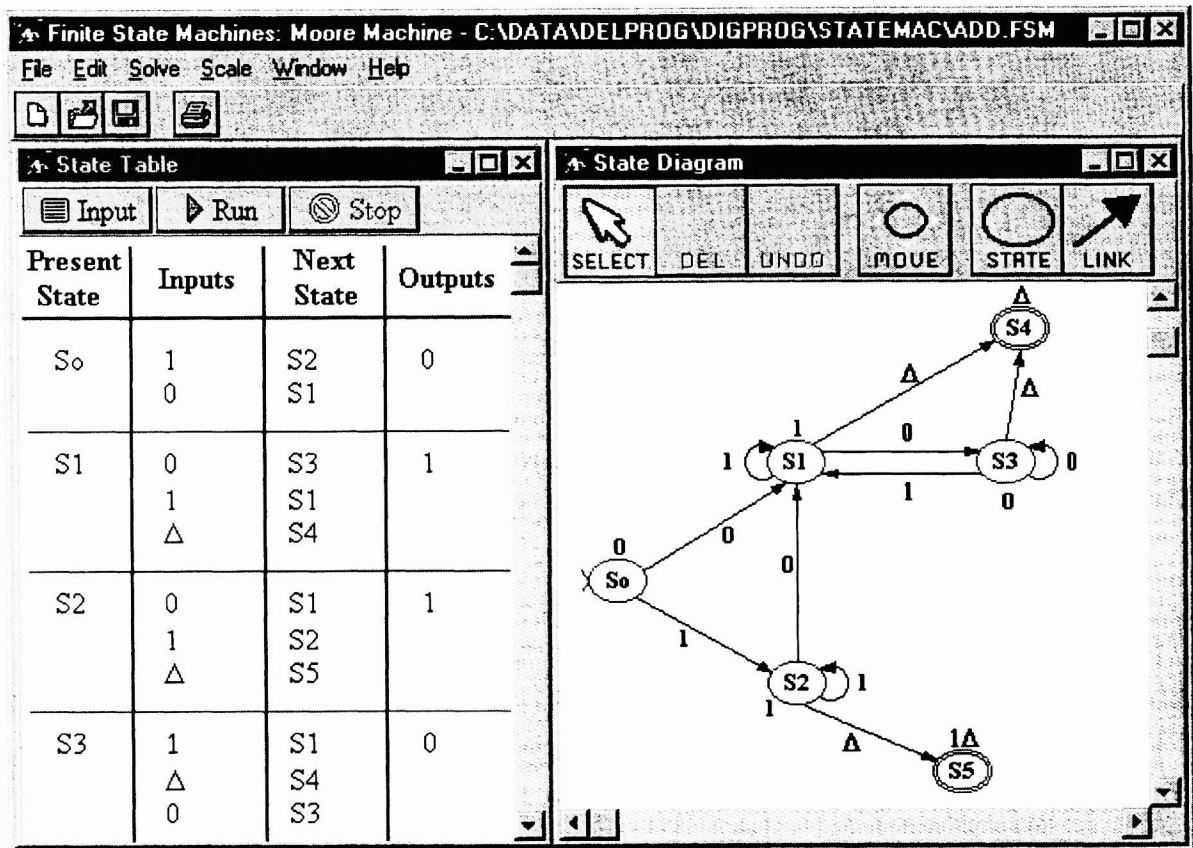 Finite State Machines: Moore Machine - C:\DATA\DELPROG\DIGPROG\STATEMAC\ADD.FSM
File Edit Solve Scale Window Help
State Table
Input Run Stop
Present State Inputs Next State Outputs
So 1 S2 0
0 S1
S1 0 S3 1
1 S1
Δ S4
S2 0 S1 1
1 S2
Δ S5
S3 1 S1 0
Δ S4
0 S3
State Diagram
SELECT DEL UNDO MOVE STATE LINK
Δ
S4
Δ Δ
1 0
1 S1 S3 0
1 0
0 0
So 0
1
S2 1
1
Δ 1Δ
S5